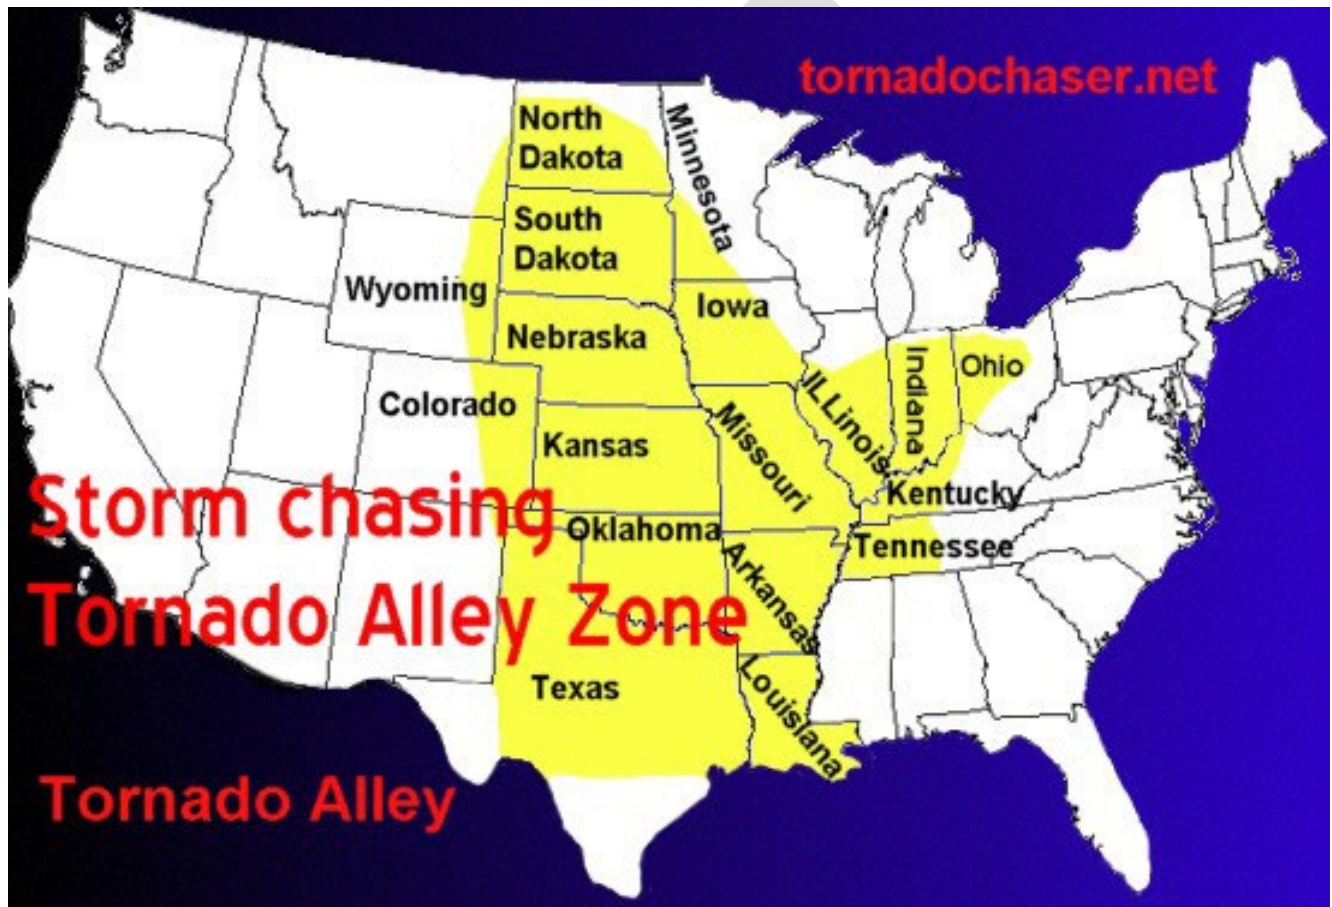 tornadochaser.net
North
Dakota
Minnesota
South
Dakota
Wyoming
Iowa
Nebraska
Indiana
Ohio
Colorado
ILLinois
Missouri
Kansas
Storm chasing
Kentucky
Oklahoma
Tennessee
Arkansas
Tornado Alley Zone
Texas
Louisiana
Tornado Alley